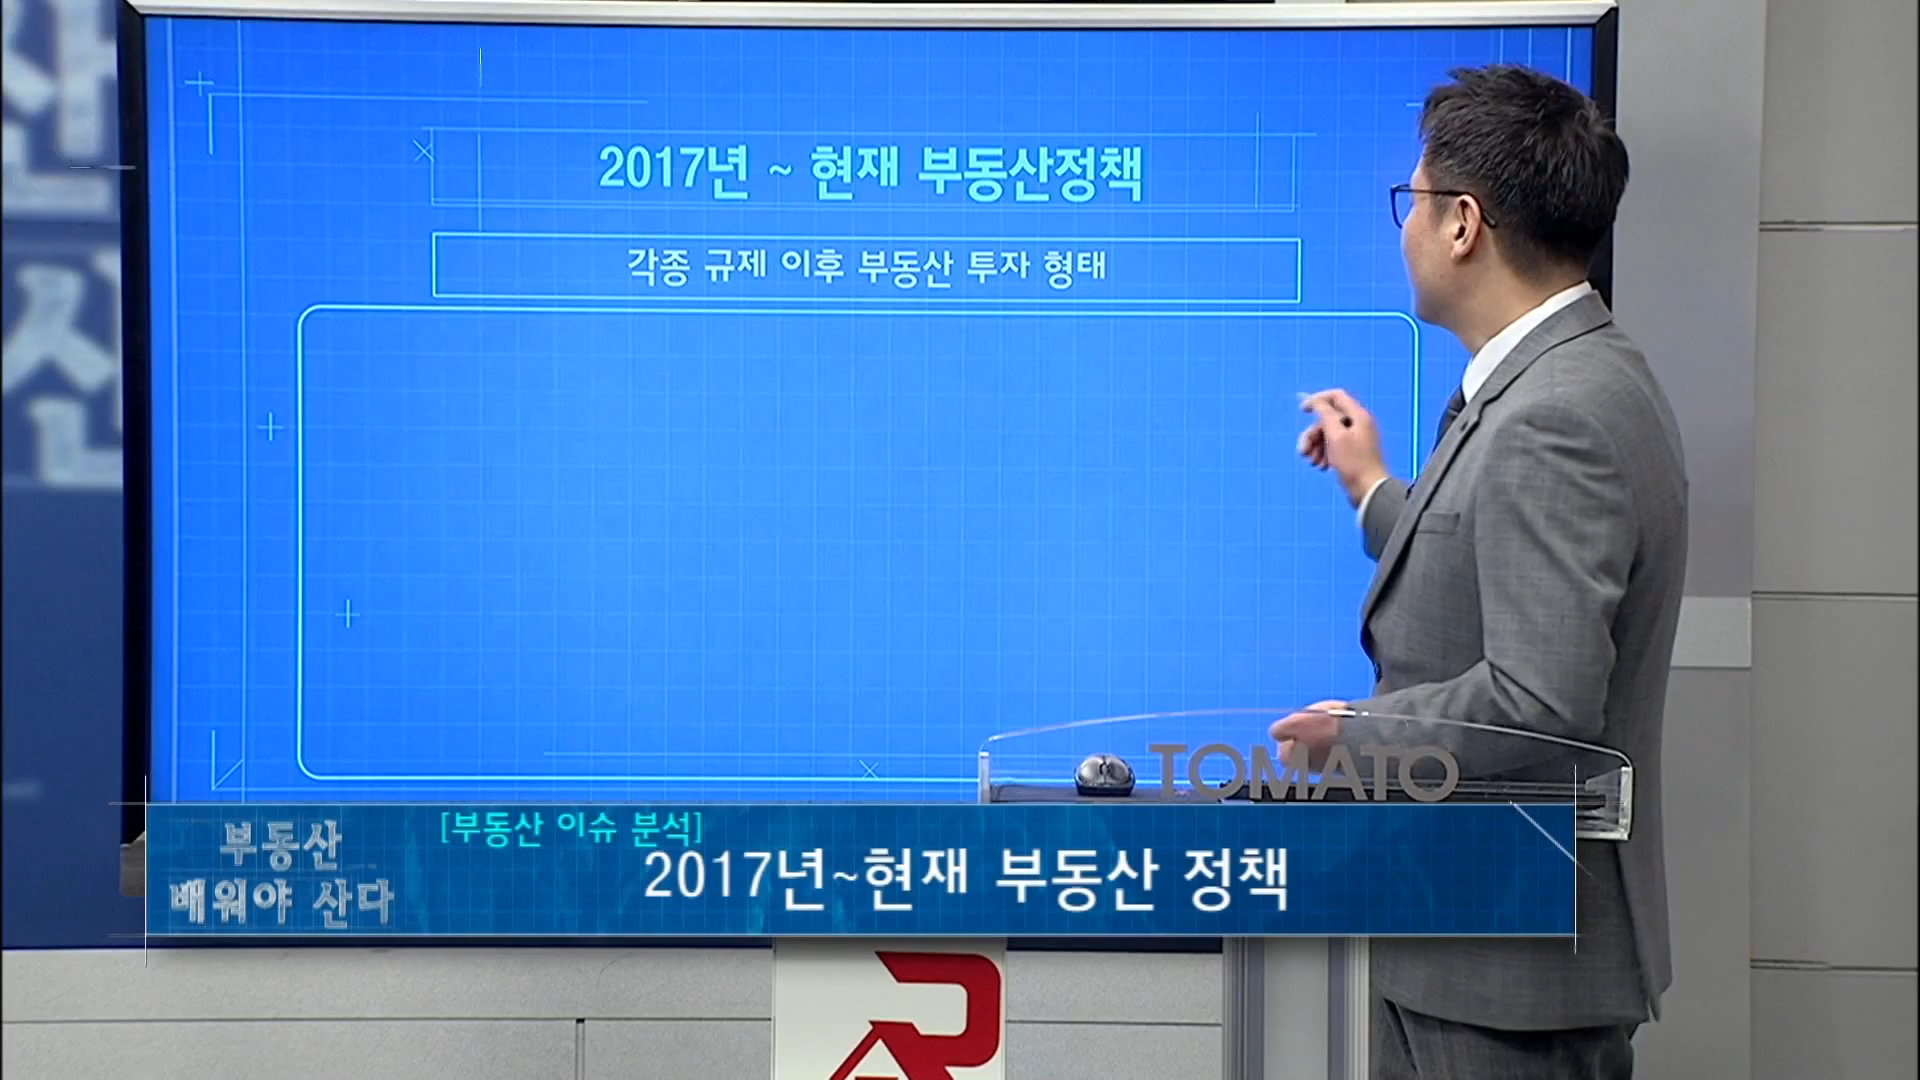 산
산
2017년 ~ 현재 부동산정책
각종 규제 이후 부동산 투자 형태
TOMATO
[부동산 이슈 분석]
부동산
배워야 산다
2017년~현재 부동산 정책
R